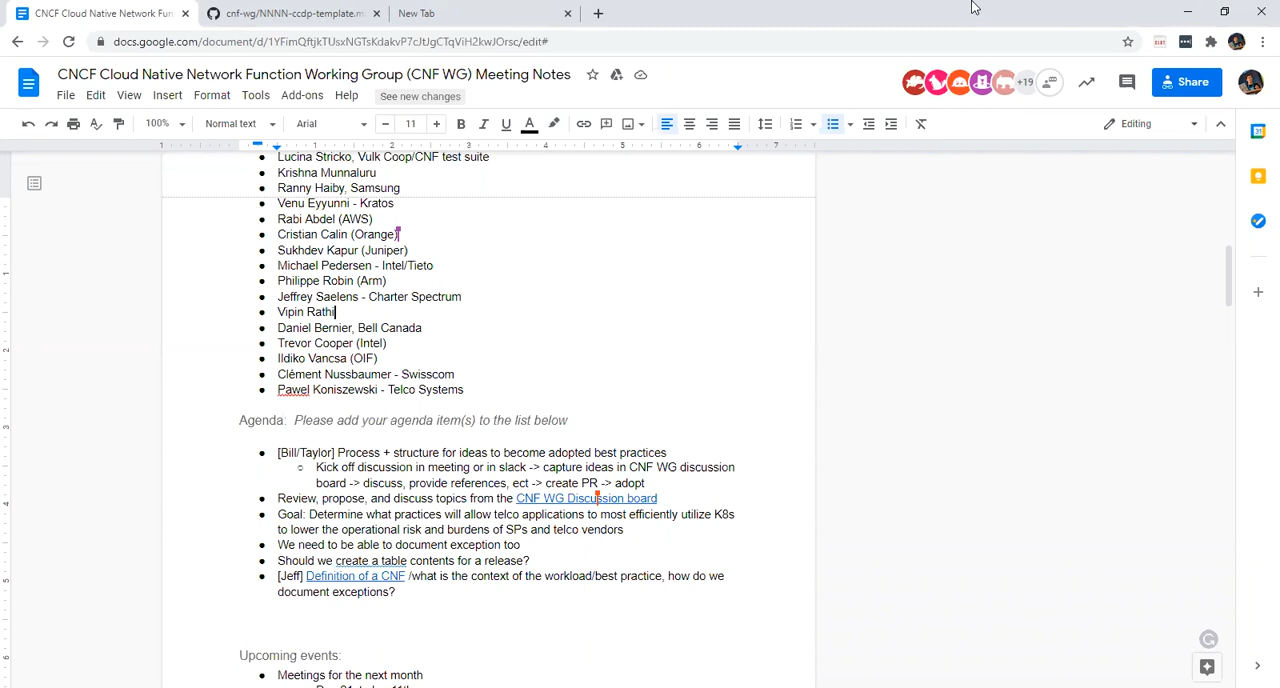 CNCF Cloud Native Network Fun
cnf-wg/NNNN-ccdp-template.m
New Tab
docs.google.com/document/d/1YFimQftjkTUsxNGTsKdakvP7cJtJgCTqViH2kwJOrsc/edit#
CNCF Cloud Native Network Function Working Group (CNF WG) Meeting Notes
File Edit View Insert Format Tools Add-ons Help See new changes
+19
Share
100% Normal text Arial 11 Editing
1 1 2 3 4 5 6 7
Lucina Stricko, Vulk Coop/CNF test suite
Krishna Munnaluru
Ranny Haiby, Samsung
Venu Eyyunni - Kratos
Rabi Abdel (AWS)
Cristian Calin (Orange)
Sukhdev Kapur (Juniper)
Michael Pedersen - Intel/Tieto
Philippe Robin (Arm)
Jeffrey Saelens - Charter Spectrum
Vipin Rathi
Daniel Bernier, Bell Canada
Trevor Cooper (Intel)
Ildiko Vancsa (OIF)
Clément Nussbaumer - Swisscom
Pawel Koniszewski - Telco Systems
Agenda: Please add your agenda item(s) to the list below
[Bill/Taylor] Process + structure for ideas to become adopted best practices
Kick off discussion in meeting or in slack -> capture ideas in CNF WG discussion
board -> discuss, provide references, ect -> create PR -> adopt
Review, propose, and discuss topics from the CNF WG Discussion board
Goal: Determine what practices will allow telco applications to most efficiently utilize K8s
to lower the operational risk and burdens of SPs and telco vendors
We need to be able to document exception too
Should we create a table contents for a release?
[Jeff] Definition of a CNF /what is the context of the workload/best practice, how do we
document exceptions?
Upcoming events:
Meetings for the next month